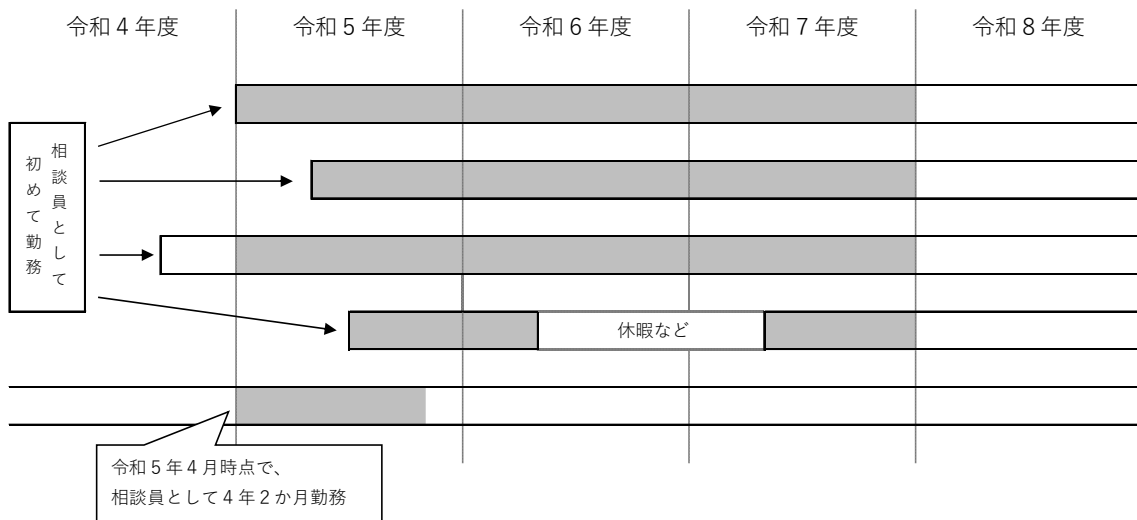 令和４年度
令和５年度
令和６年度
令和７年度
令和８年度
相談員として
初めて勤務
休暇など
令和５年４月時点で、
相談員として４年２か月勤務